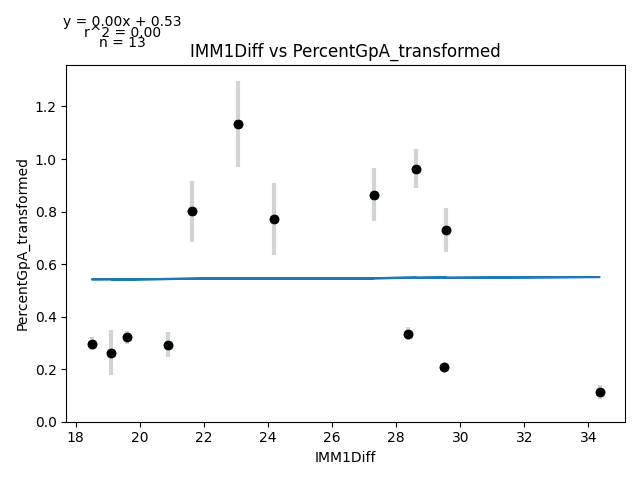 y = 0.00x + 0.53
r^2 = 0.00
n = 13
IMM1Diff vs PercentGpA_transformed
PercentGpA_transformed
1.2
1.0
0.8
0.6
0.4
0.2
0.0
18 20 22 24 26 28 30 32 34
IMM1Diff